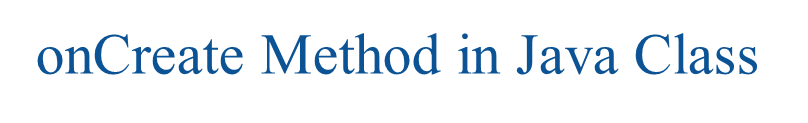 onCreate Method in Java Class